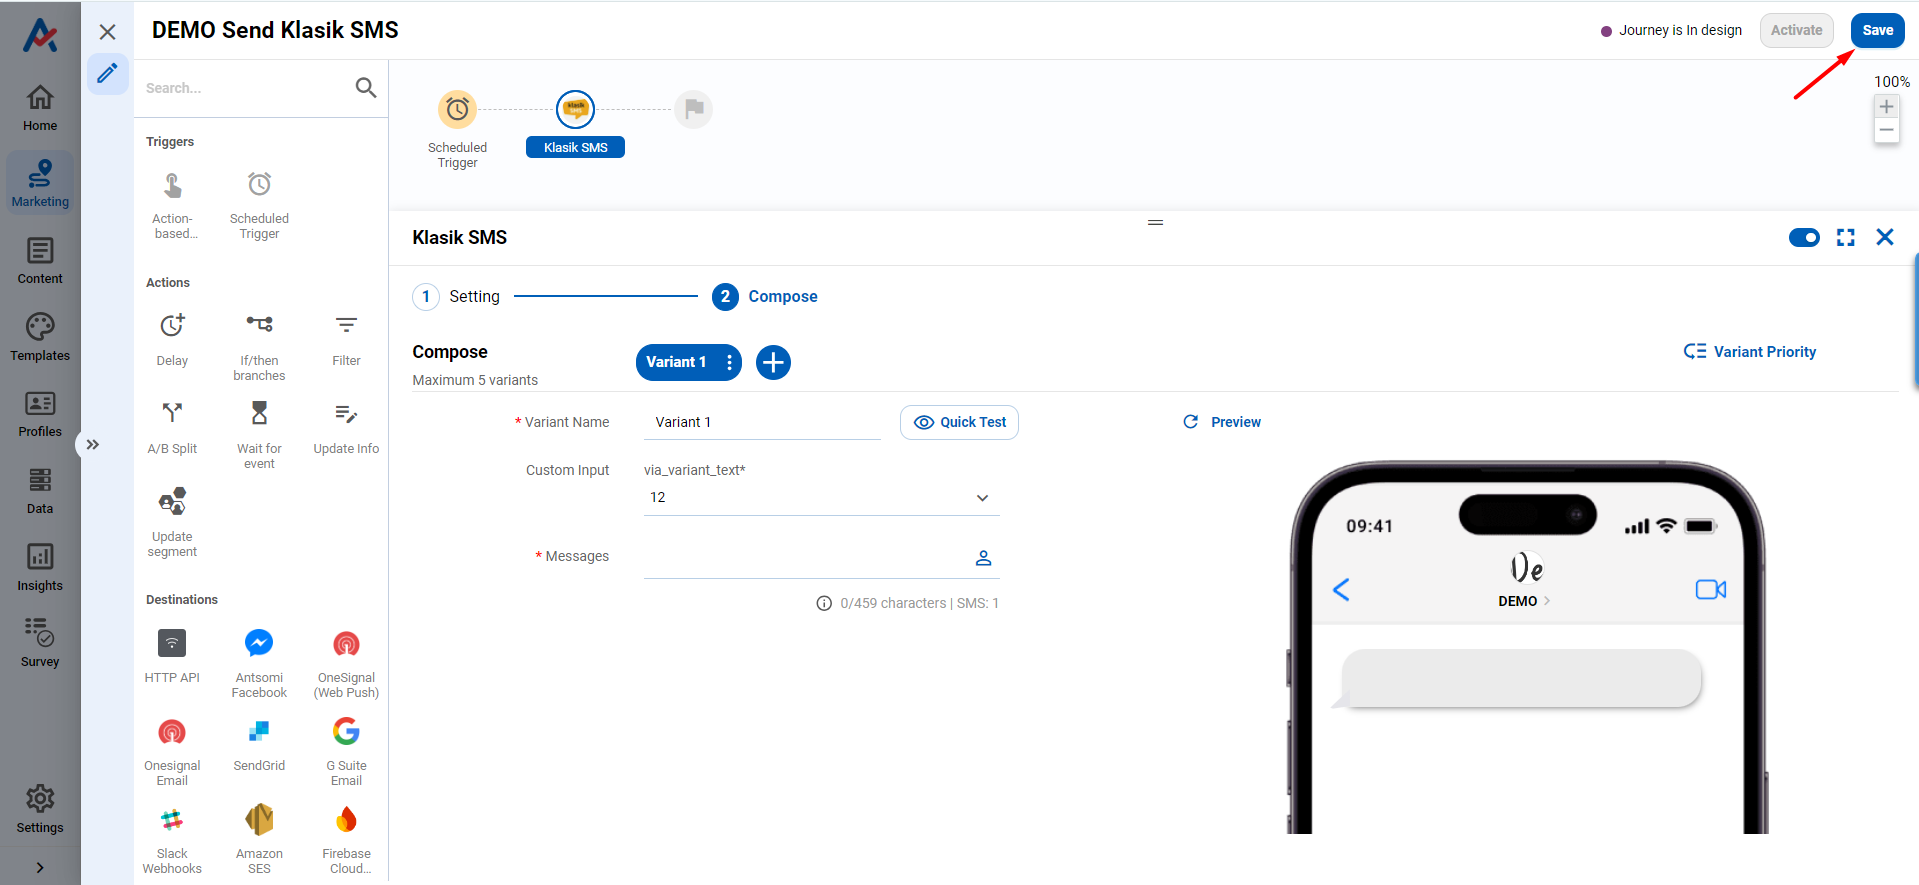 DEMO Send Klasik SMS
Journey is In design
Activate
Save
Home
Marketing
Content
Templates
Profiles
Data
Insights
Survey
Settings
Search...
Triggers
Action-
based...
Scheduled
Trigger
Actions
Delay
If/then
branches
Filter
A/B Split
Wait for
event
Update Info
Update
segment
Destinations
HTTP API
Antsomi
Facebook
OneSignal
(Web Push)
Onesignal
Email
SendGrid
G Suite
Email
Slack
Webhooks
Amazon
SES
Firebase
Cloud...
Scheduled
Trigger
klasik
Klasik SMS
100%
Klasik SMS
1 Setting
2 Compose
Compose
Maximum 5 variants
Variant 1
Variant Priority
* Variant Name
Variant 1
Quick Test
Preview
Custom Input
via_variant_text*
12
* Messages
0/459 characters | SMS: 1
09:41
De
DEMO